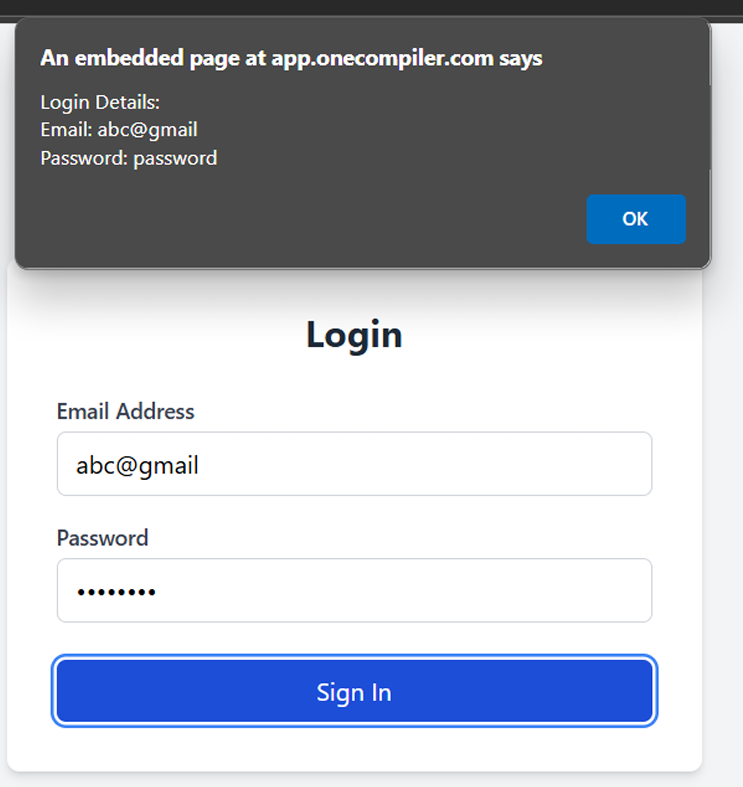 An embedded page at app.onecompiler.com says
Login Details:
Email: abc@gmail
Password: password
OK
Login
Email Address
abc@gmail
Password
••••••••
Sign In